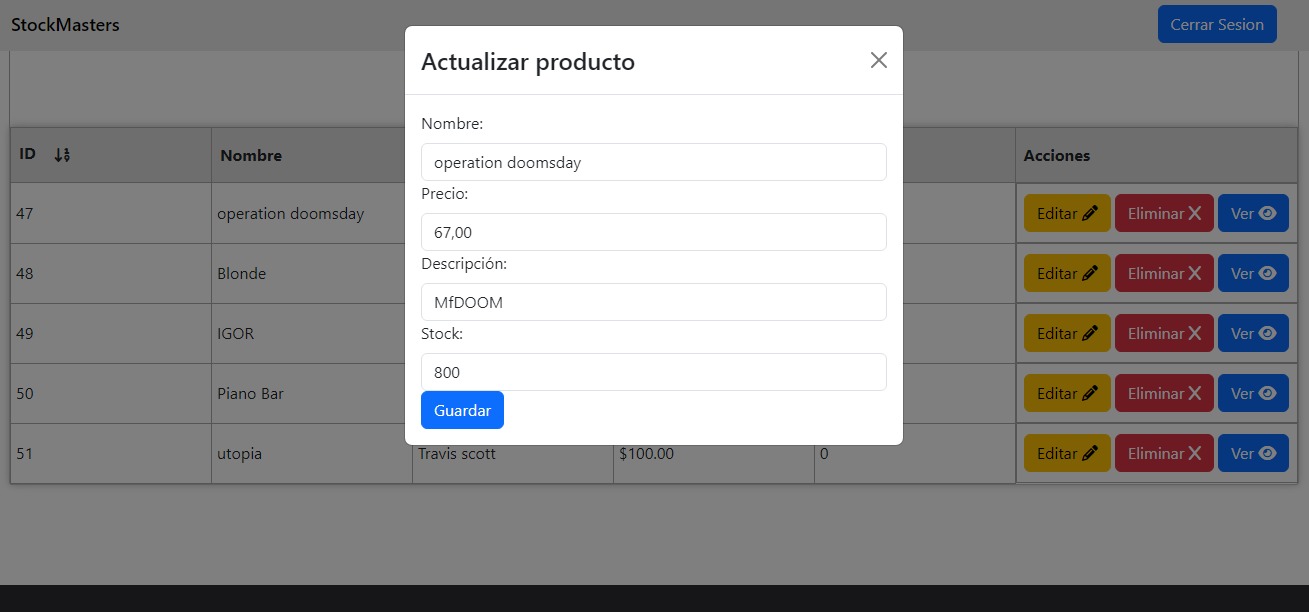 StockMasters
Cerrar Sesion
Actualizar producto
Nombre:
operation doomsday
Precio:
67,00
Descripción:
MfDOOM
Stock:
800
Guardar
ID Nombre Acciones
47 operation doomsday Editar Eliminar Ver
48 Blonde Editar Eliminar Ver
49 IGOR Editar Eliminar Ver
50 Piano Bar Editar Eliminar Ver
51 utopia Travis scott $100.00 0 Editar Eliminar Ver